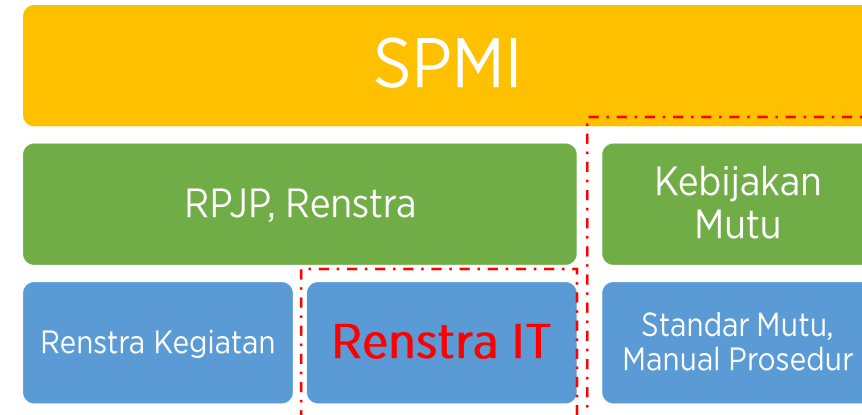 SPMI
RPJP, Renstra
Kebijakan
Mutu
Renstra Kegiatan
Renstra IT
Standar Mutu,
Manual Prosedur